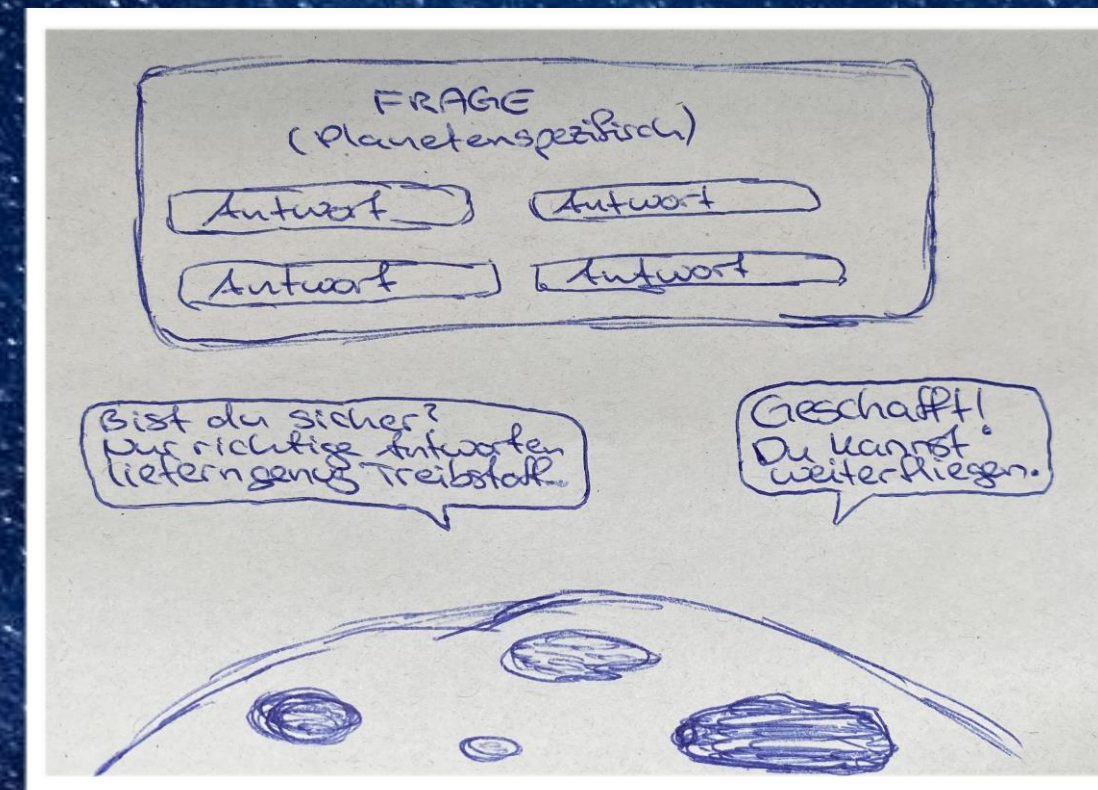 FRAGE
(Planetenspezifisch)
Antwort
Antwort
Antwort
Antwort
Bist du sicher?
Nur richtige Antworten
liefern genug Treibstoff.
Geschafft!
Du kannst
weiterfliegen.